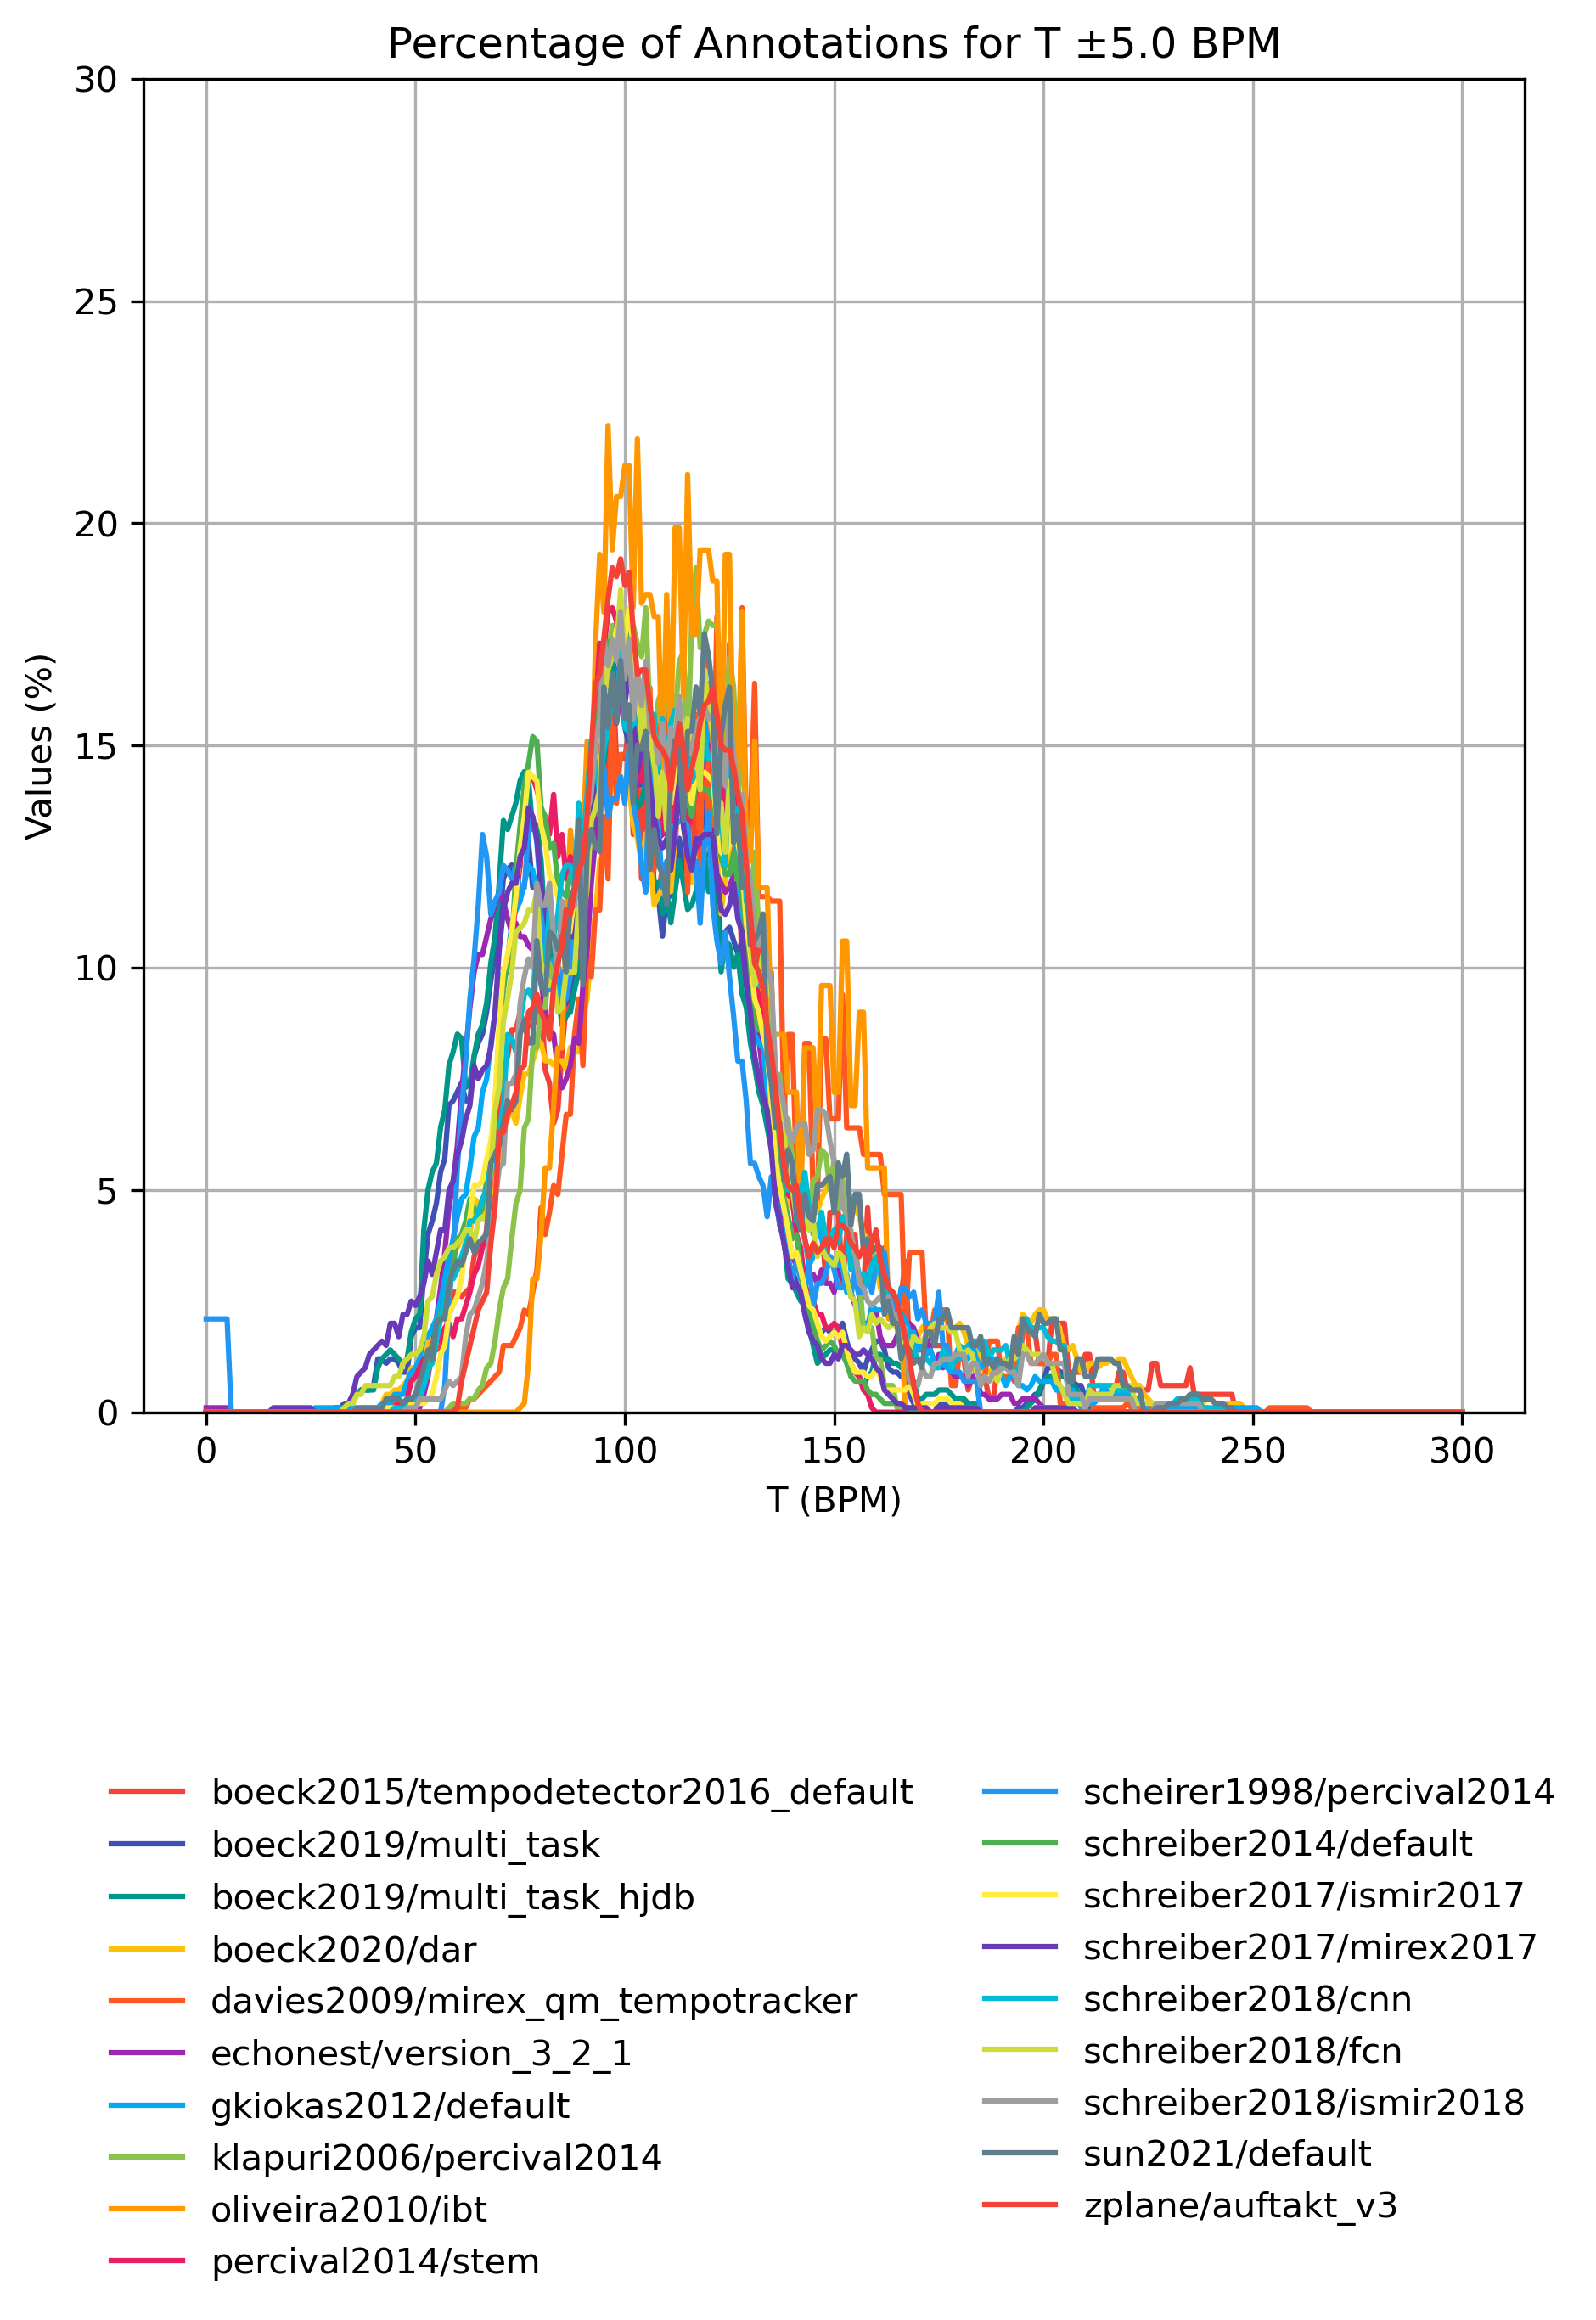 Percentage of Annotations for T ±5.0 BPM
30
25
20
15
10
5
0
Values (%)
0 50 100 150 200 250 300
T (BPM)
boeck2015/tempodetector2016_default
boeck2019/multi_task
boeck2019/multi_task_hjdb
boeck2020/dar
davies2009/mirex_qm_tempotracker
echonest/version_3_2_1
gkiokas2012/default
klapuri2006/percival2014
oliveira2010/ibt
percival2014/stem
scheirer1998/percival2014
schreiber2014/default
schreiber2017/ismir2017
schreiber2017/mirex2017
schreiber2018/cnn
schreiber2018/fcn
schreiber2018/ismir2018
sun2021/default
zplane/auftakt_v3